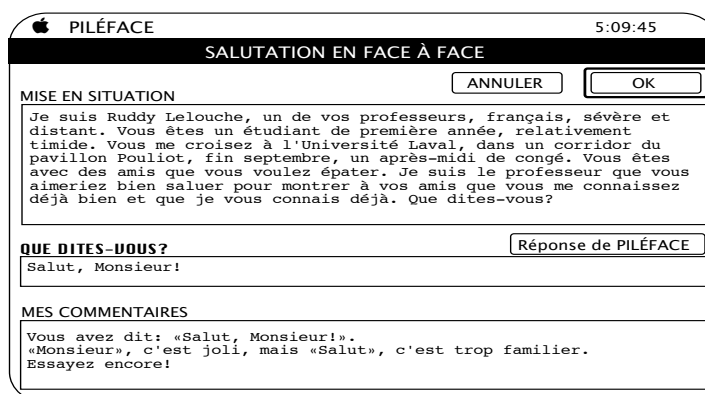 PILÉFACE 5:09:45
SALUTATION EN FACE À FACE
ANNULER OK
MISE EN SITUATION
Je suis Ruddy Lelouche, un de vos professeurs, français, sévère et
distant. Vous êtes un étudiant de première année, relativement
timide. Vous me croisez à l'Université Laval, dans un corridor du
pavillon Pouliot, fin septembre, un après-midi de congé. Vous êtes
avec des amis que vous voulez épater. Je suis le professeur que vous
aimeriez bien saluer pour montrer à vos amis que vous me connaissez
déjà bien et que je vous connais déjà. Que dites-vous?
QUE DITES-VOUS? Réponse de PILÉFACE
Salut, Monsieur!
MES COMMENTAIRES
Vous avez dit: «Salut, Monsieur!».
«Monsieur», c'est joli, mais «Salut», c'est trop familier.
Essayez encore!